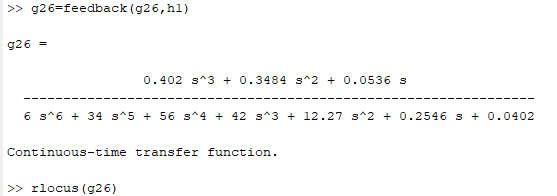 >> g26=feedback(g26,h1)
g26 =
0.402 s^3 + 0.3484 s^2 + 0.0536 s
-----------------------------------------------------------------
6 s^6 + 34 s^5 + 56 s^4 + 42 s^3 + 12.27 s^2 + 0.2546 s + 0.0402
Continuous-time transfer function.
>> rlocus(g26)